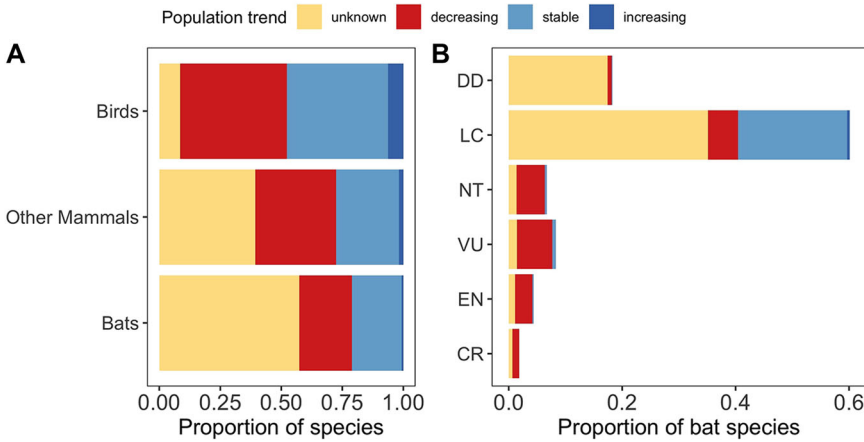 Population trend unknown decreasing stable increasing
A
Birds
Other Mammals
Bats
0.00 0.25 0.50 0.75 1.00
Proportion of species
B
DD
LC
NT
VU
EN
CR
0.0 0.2 0.4 0.6
Proportion of bat species